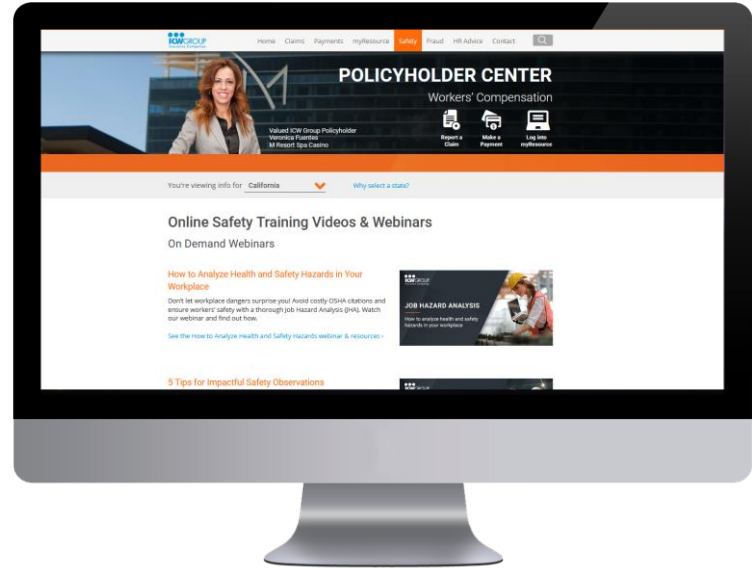 ICWGROUP
Insurance Companies
Home Claims Payments myResource Safety Fraud HR Advice Contact
POLICYHOLDER CENTER
Workers' Compensation
Valued ICW Group Policyholder
Veronica Fuentes
M Resort Spa Casino
Report a Claim
Make a Payment
Log into myResource
You're viewing info for California
Why select a state?
Online Safety Training Videos & Webinars
On Demand Webinars
How to Analyze Health and Safety Hazards in Your
Workplace
Don't let workplace dangers surprise you! Avoid costly OSHA citations and
ensure workers' safety with a thorough Job Hazard Analysis (JHA). Watch
our webinar and find out how.
See the How to Analyze Health and Safety Hazards webinar & resources ›
ICWGROUP
JOB HAZARD ANALYSIS
How to analyze health and safety
hazards in your workplace
5 Tips for Impactful Safety Observations